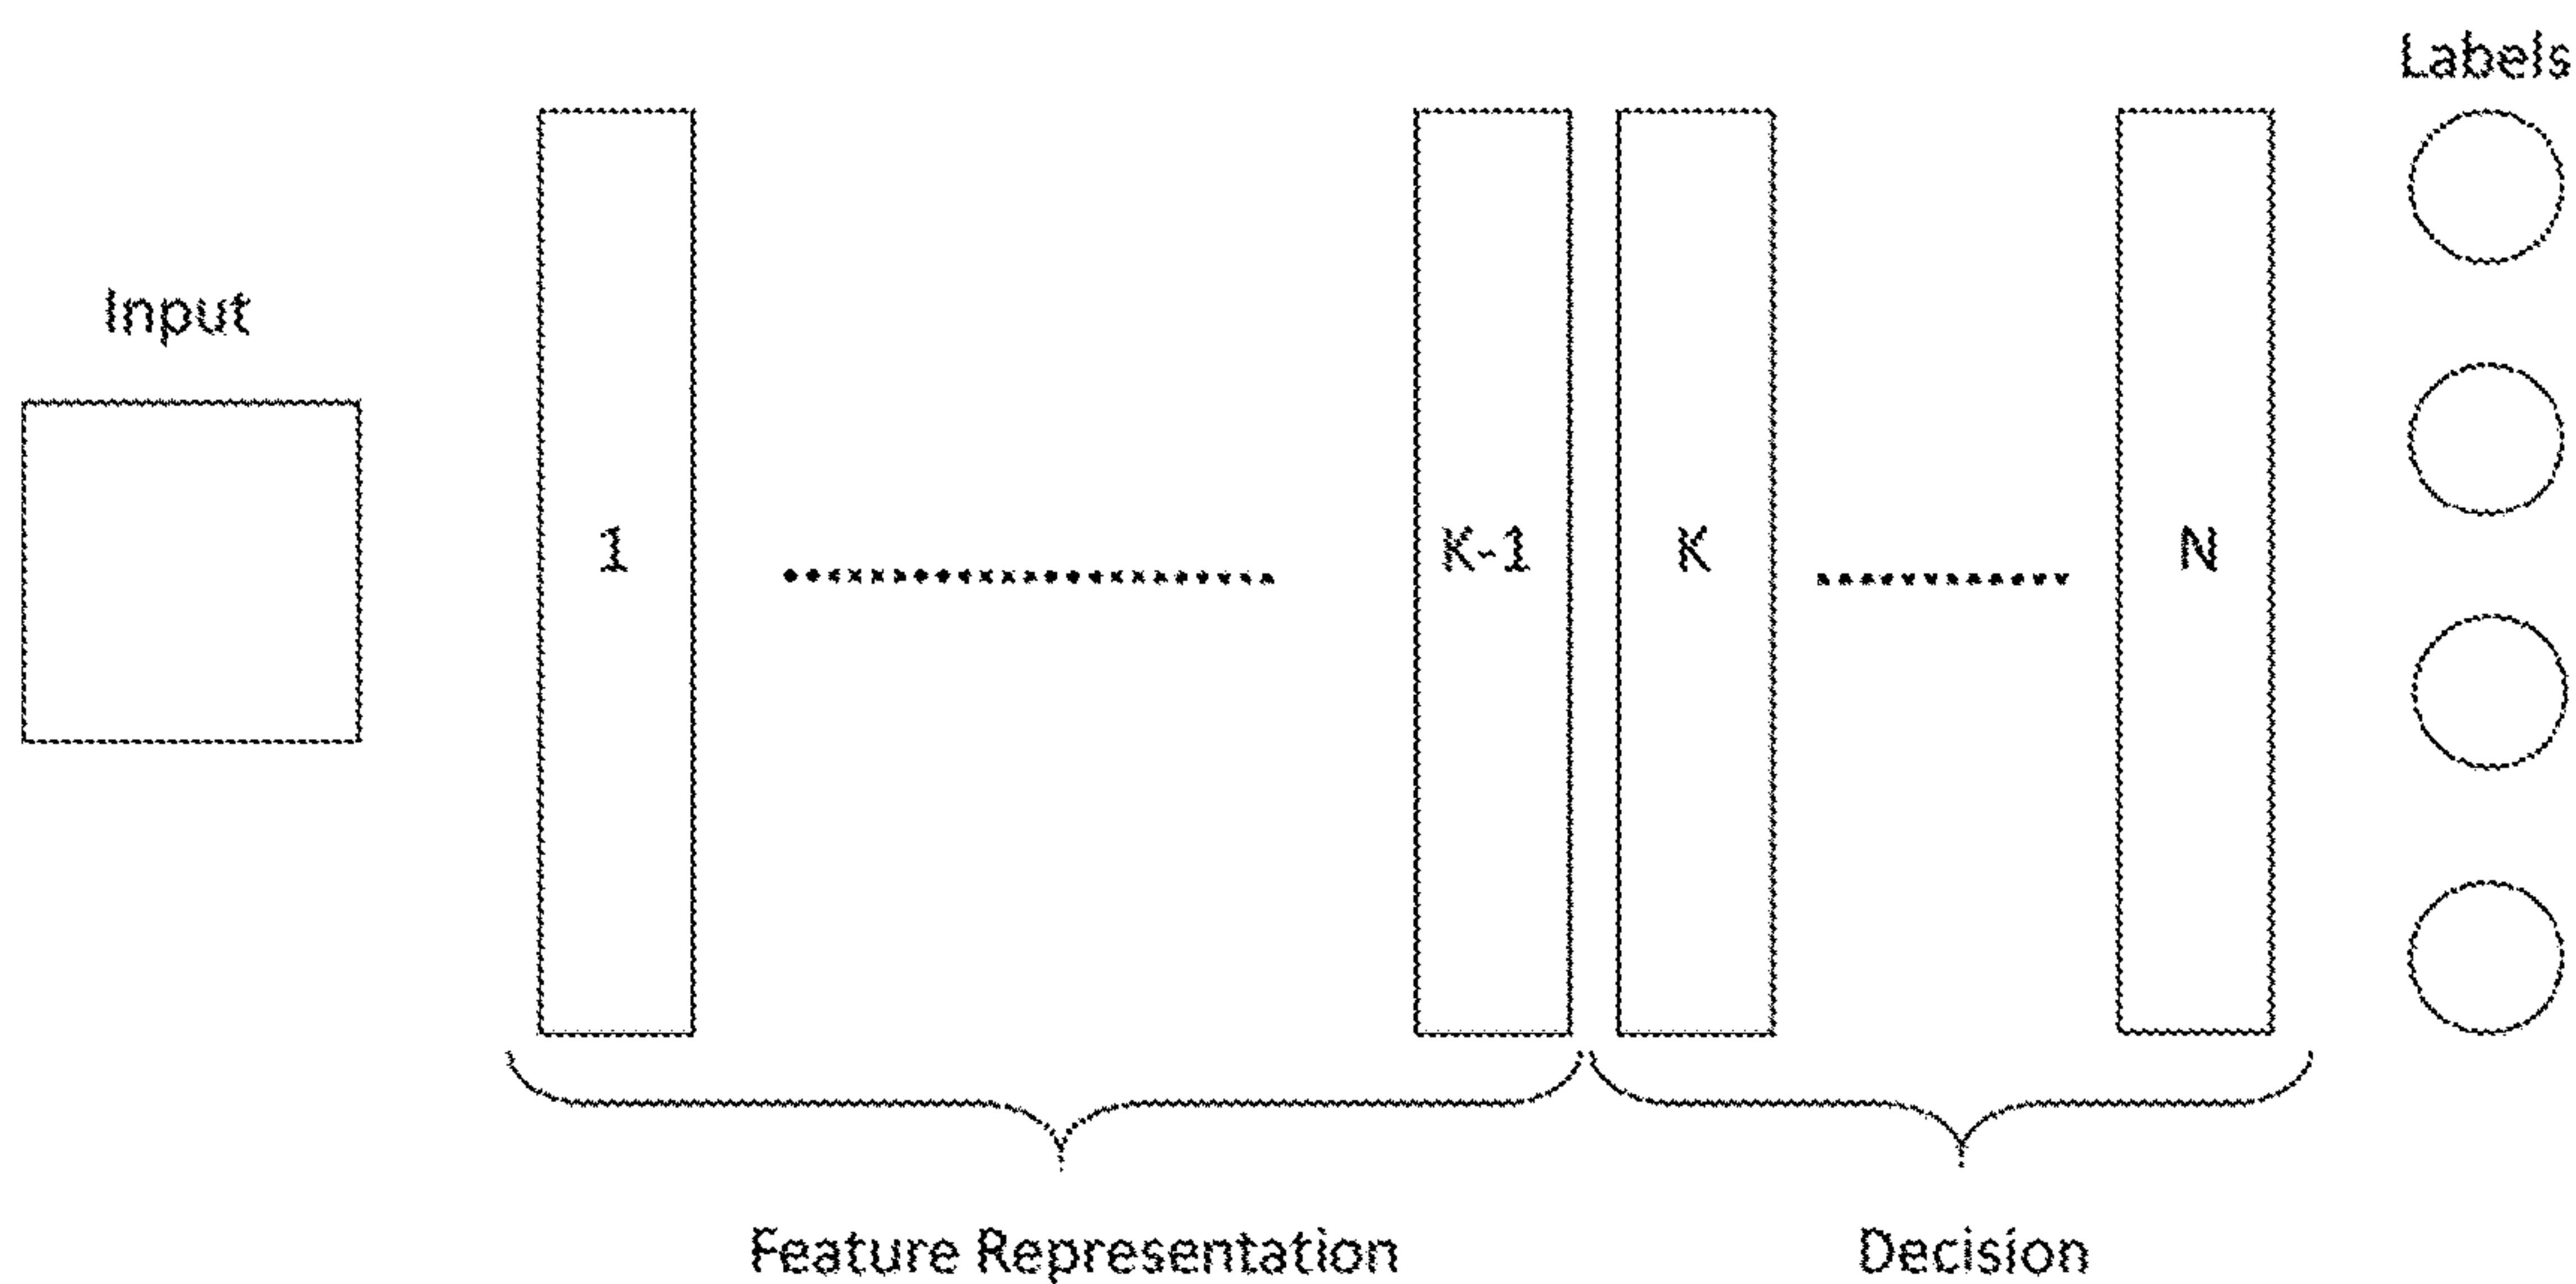 Labels
Input
1
K-1
K
N
Feature Representation
Decision